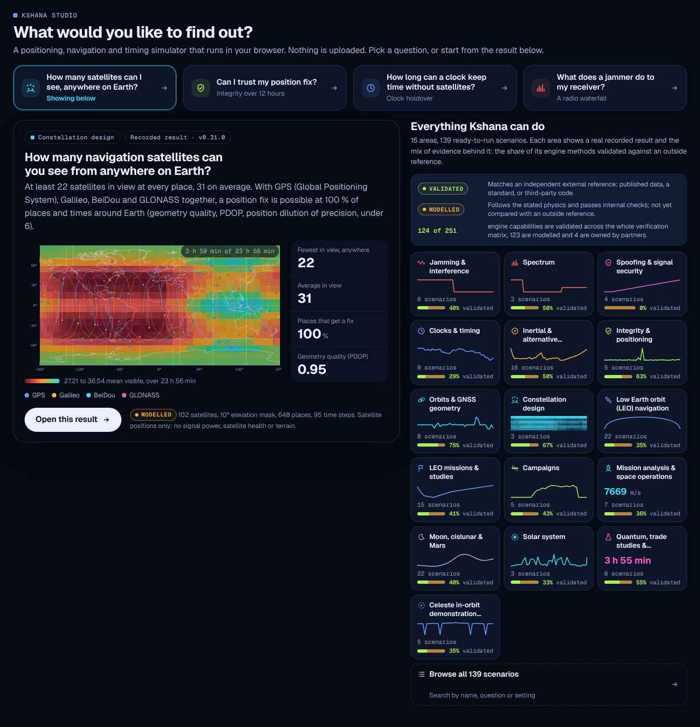 KSHANA STUDIO
What would you like to find out?
A positioning, navigation and timing simulator that runs in your browser. Nothing is uploaded. Pick a question, or start from the result below.
How many satellites can I
see, anywhere on Earth?
Showing below
Can I trust my position fix?
Integrity over 12 hours
How long can a clock keep
time without satellites?
Clock holdover
What does a jammer do to
my receiver?
A radio waterfall
Constellation design
Recorded result · v0.31.0
How many navigation satellites can
you see from anywhere on Earth?
At least 22 satellites in view at every place, 31 on average. With GPS (Global Positioning
System), Galileo, BeiDou and GLONASS together, a position fix is possible at 100 % of
places and times around Earth (geometry quality, PDOP, position dilution of precision, under
6).
3 h 59 min of 23 h 56 min
Fewest in view, anywhere
22
Average in view
31
Places that get a fix
100 %
Geometry quality (PDOP)
0.95
27.21 to 36.54 mean visible, over 23 h 56 min
GPS
Galileo
BeiDou
GLONASS
Open this result
MODELLED
102 satellites, 10° elevation mask, 648 places, 95 time steps. Satellite
positions only: no signal power, satellite health or terrain.
Everything Kshana can do
16 areas, 139 ready-to-run scenarios. Each area shows a real recorded result and the
mix of evidence behind it: the share of its engine methods validated against an outside
reference.
VALIDATED
Matches an independent external reference: published data, a
standard, or third-party code.
MODELLED
Follows the stated physics and passes internal checks; not yet
compared with an outside reference.
124 of 251
engine capabilities are validated across the whole verification
matrix; 123 are modelled and 4 are owned by partners.
Jamming &
interference
scenarios
40% validated
Spectrum
3 scenarios
50% validated
Spoofing & signal
security
4 scenarios
0% validated
Clocks & timing
scenarios
29% validated
Inertial &
alternative...
scenarios
50% validated
Integrity &
positioning
5 scenarios
63% validated
Orbits & GNSS
geometry
scenarios
75% validated
Constellation
design
3 scenarios
67% validated
Low Earth orbit
(LEO) navigation
22 scenarios
35% validated
LEO missions &
studies
15 scenarios
41% validated
Campaigns
5 scenarios
43% validated
Mission analysis &
space operations
7669 m/s
7 scenarios
36% validated
Moon, cislunar &
Mars
22 scenarios
48% validated
Solar system
3 scenarios
33% validated
Quantum, trade
studies &...
3 h 55 min
scenarios
55% validated
Celeste in-orbit
demonstration...
scenarios
35% validated
Browse all 139 scenarios
Search by name, question or setting